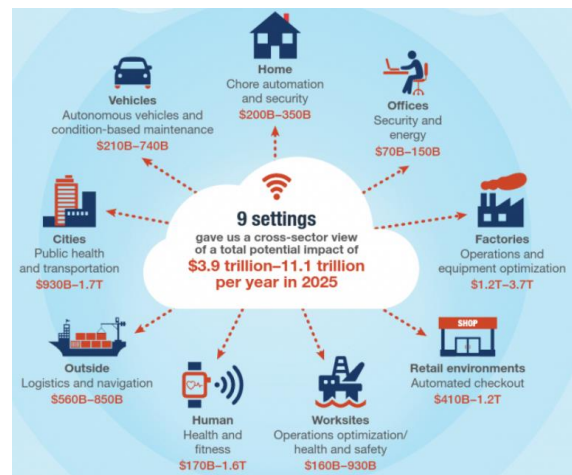 Home
Chore automation
and security
$200B–350B
Vehicles
Autonomous vehicles and
condition-based maintenance
$210B–740B
Offices
Security and
energy
$70B–150B
9 settings
gave us a cross-sector view
of a total potential impact of
$3.9 trillion–11.1 trillion
per year in 2025
Cities
Public health
and transportation
$930B–1.7T
Factories
Operations and
equipment optimization
$1.2T–3.7T
Outside
Logistics and navigation
$560B–850B
SHOP
Retail environments
Automated checkout
$410B–1.2T
Human
Health and
fitness
$170B–1.6T
Worksites
Operations optimization/
health and safety
$160B–930B